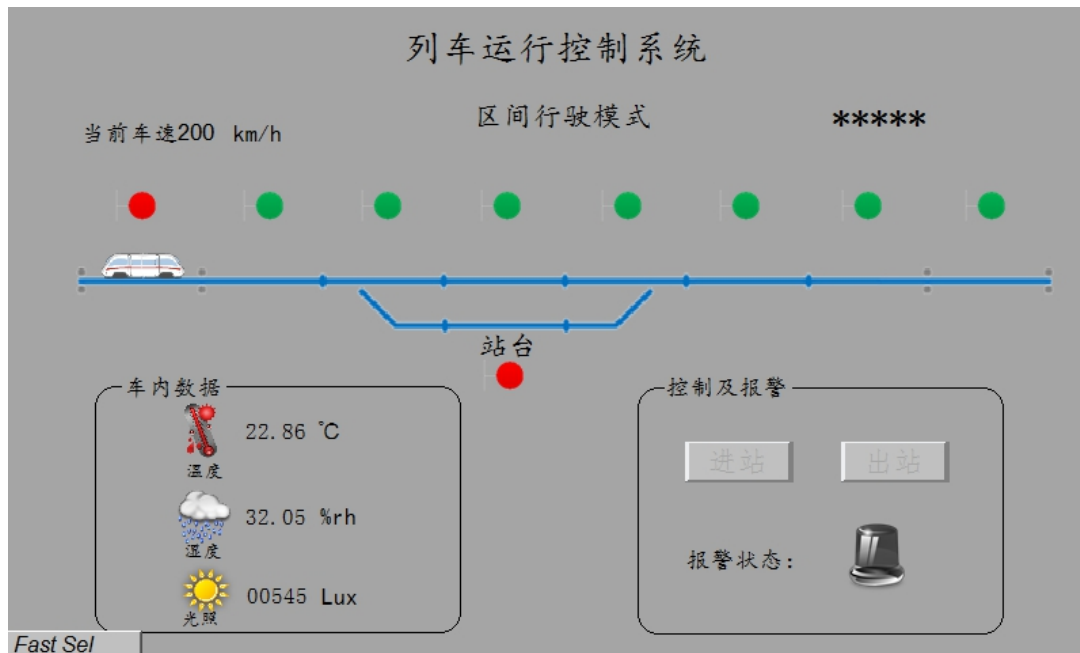 列车运行控制系统
区间行驶模式
*****
当前车速200 km/h
站台
车内数据
22.86 ℃
温度
32.05 %rh
湿度
00545 Lux
光照
控制及报警
进站
出站
报警状态:
Fast Sel